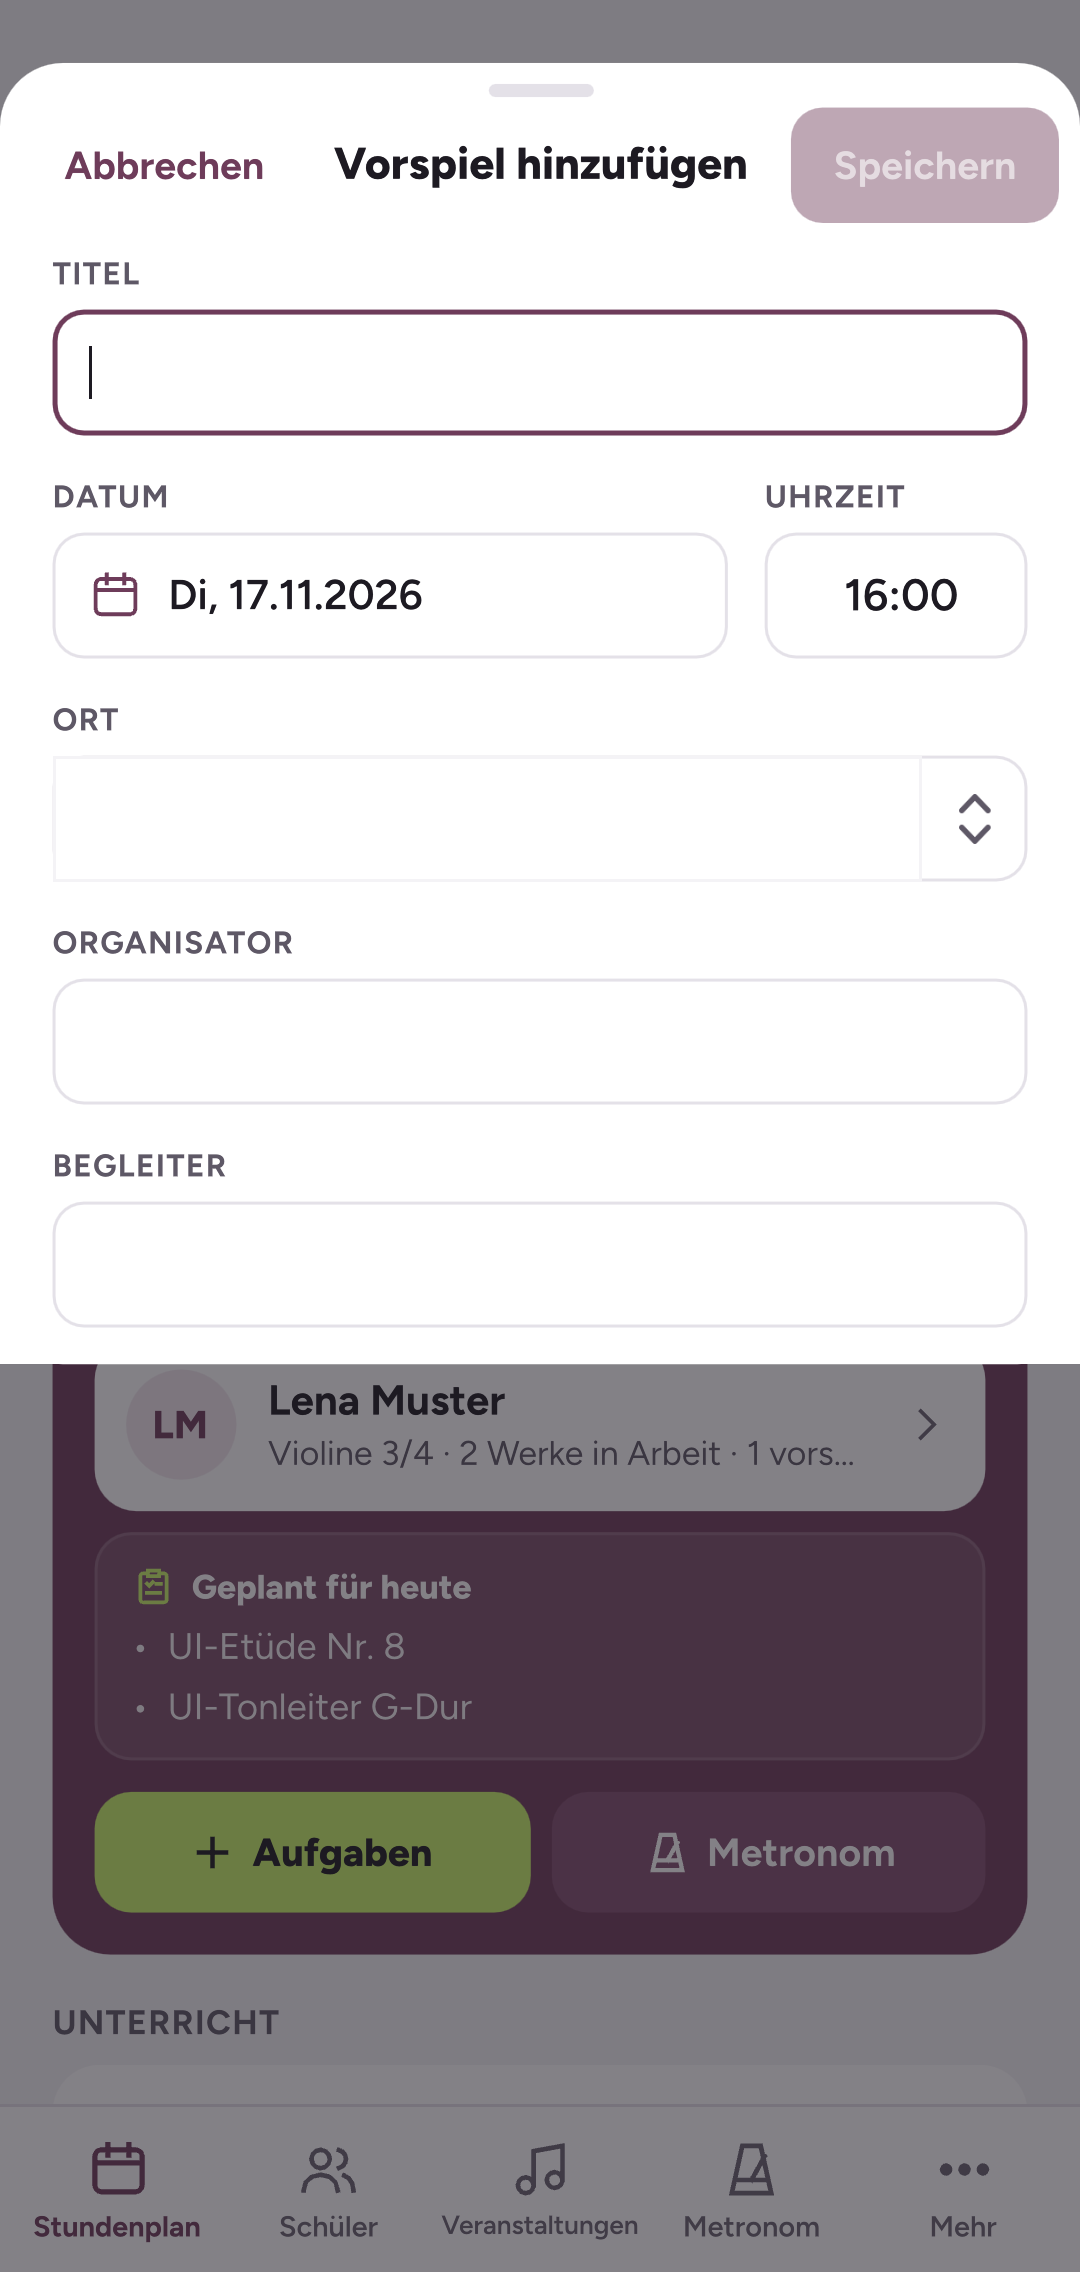 Abbrechen
Vorspiel hinzufügen
Speichern
TITEL
DATUM
UHRZEIT
Di, 17.11.2026
16:00
ORT
ORGANISATOR
BEGLEITER
LM
Lena Muster
Violine 3/4 · 2 Werke in Arbeit · 1 vors...
Geplant für heute
• UI-Etüde Nr. 8
• UI-Tonleiter G-Dur
+ Aufgaben
Metronom
UNTERRICHT
Stundenplan
Schüler
Veranstaltungen
Metronom
Mehr